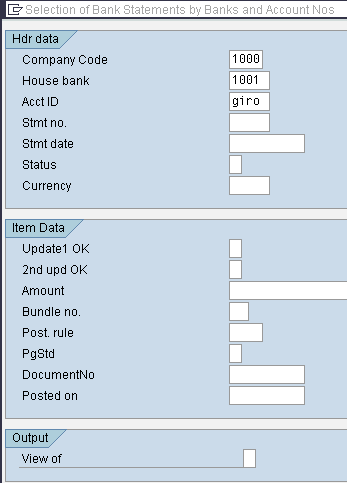 Selection of Bank Statements by Banks and Account Nos
Hdr data
Company Code 1000
House bank 1001
Acct ID giro
Stmt no.
Stmt date
Status
Currency
Item Data
Update1 OK
2nd upd OK
Amount
Bundle no.
Post. rule
PgStd
DocumentNo
Posted on
Output
View of